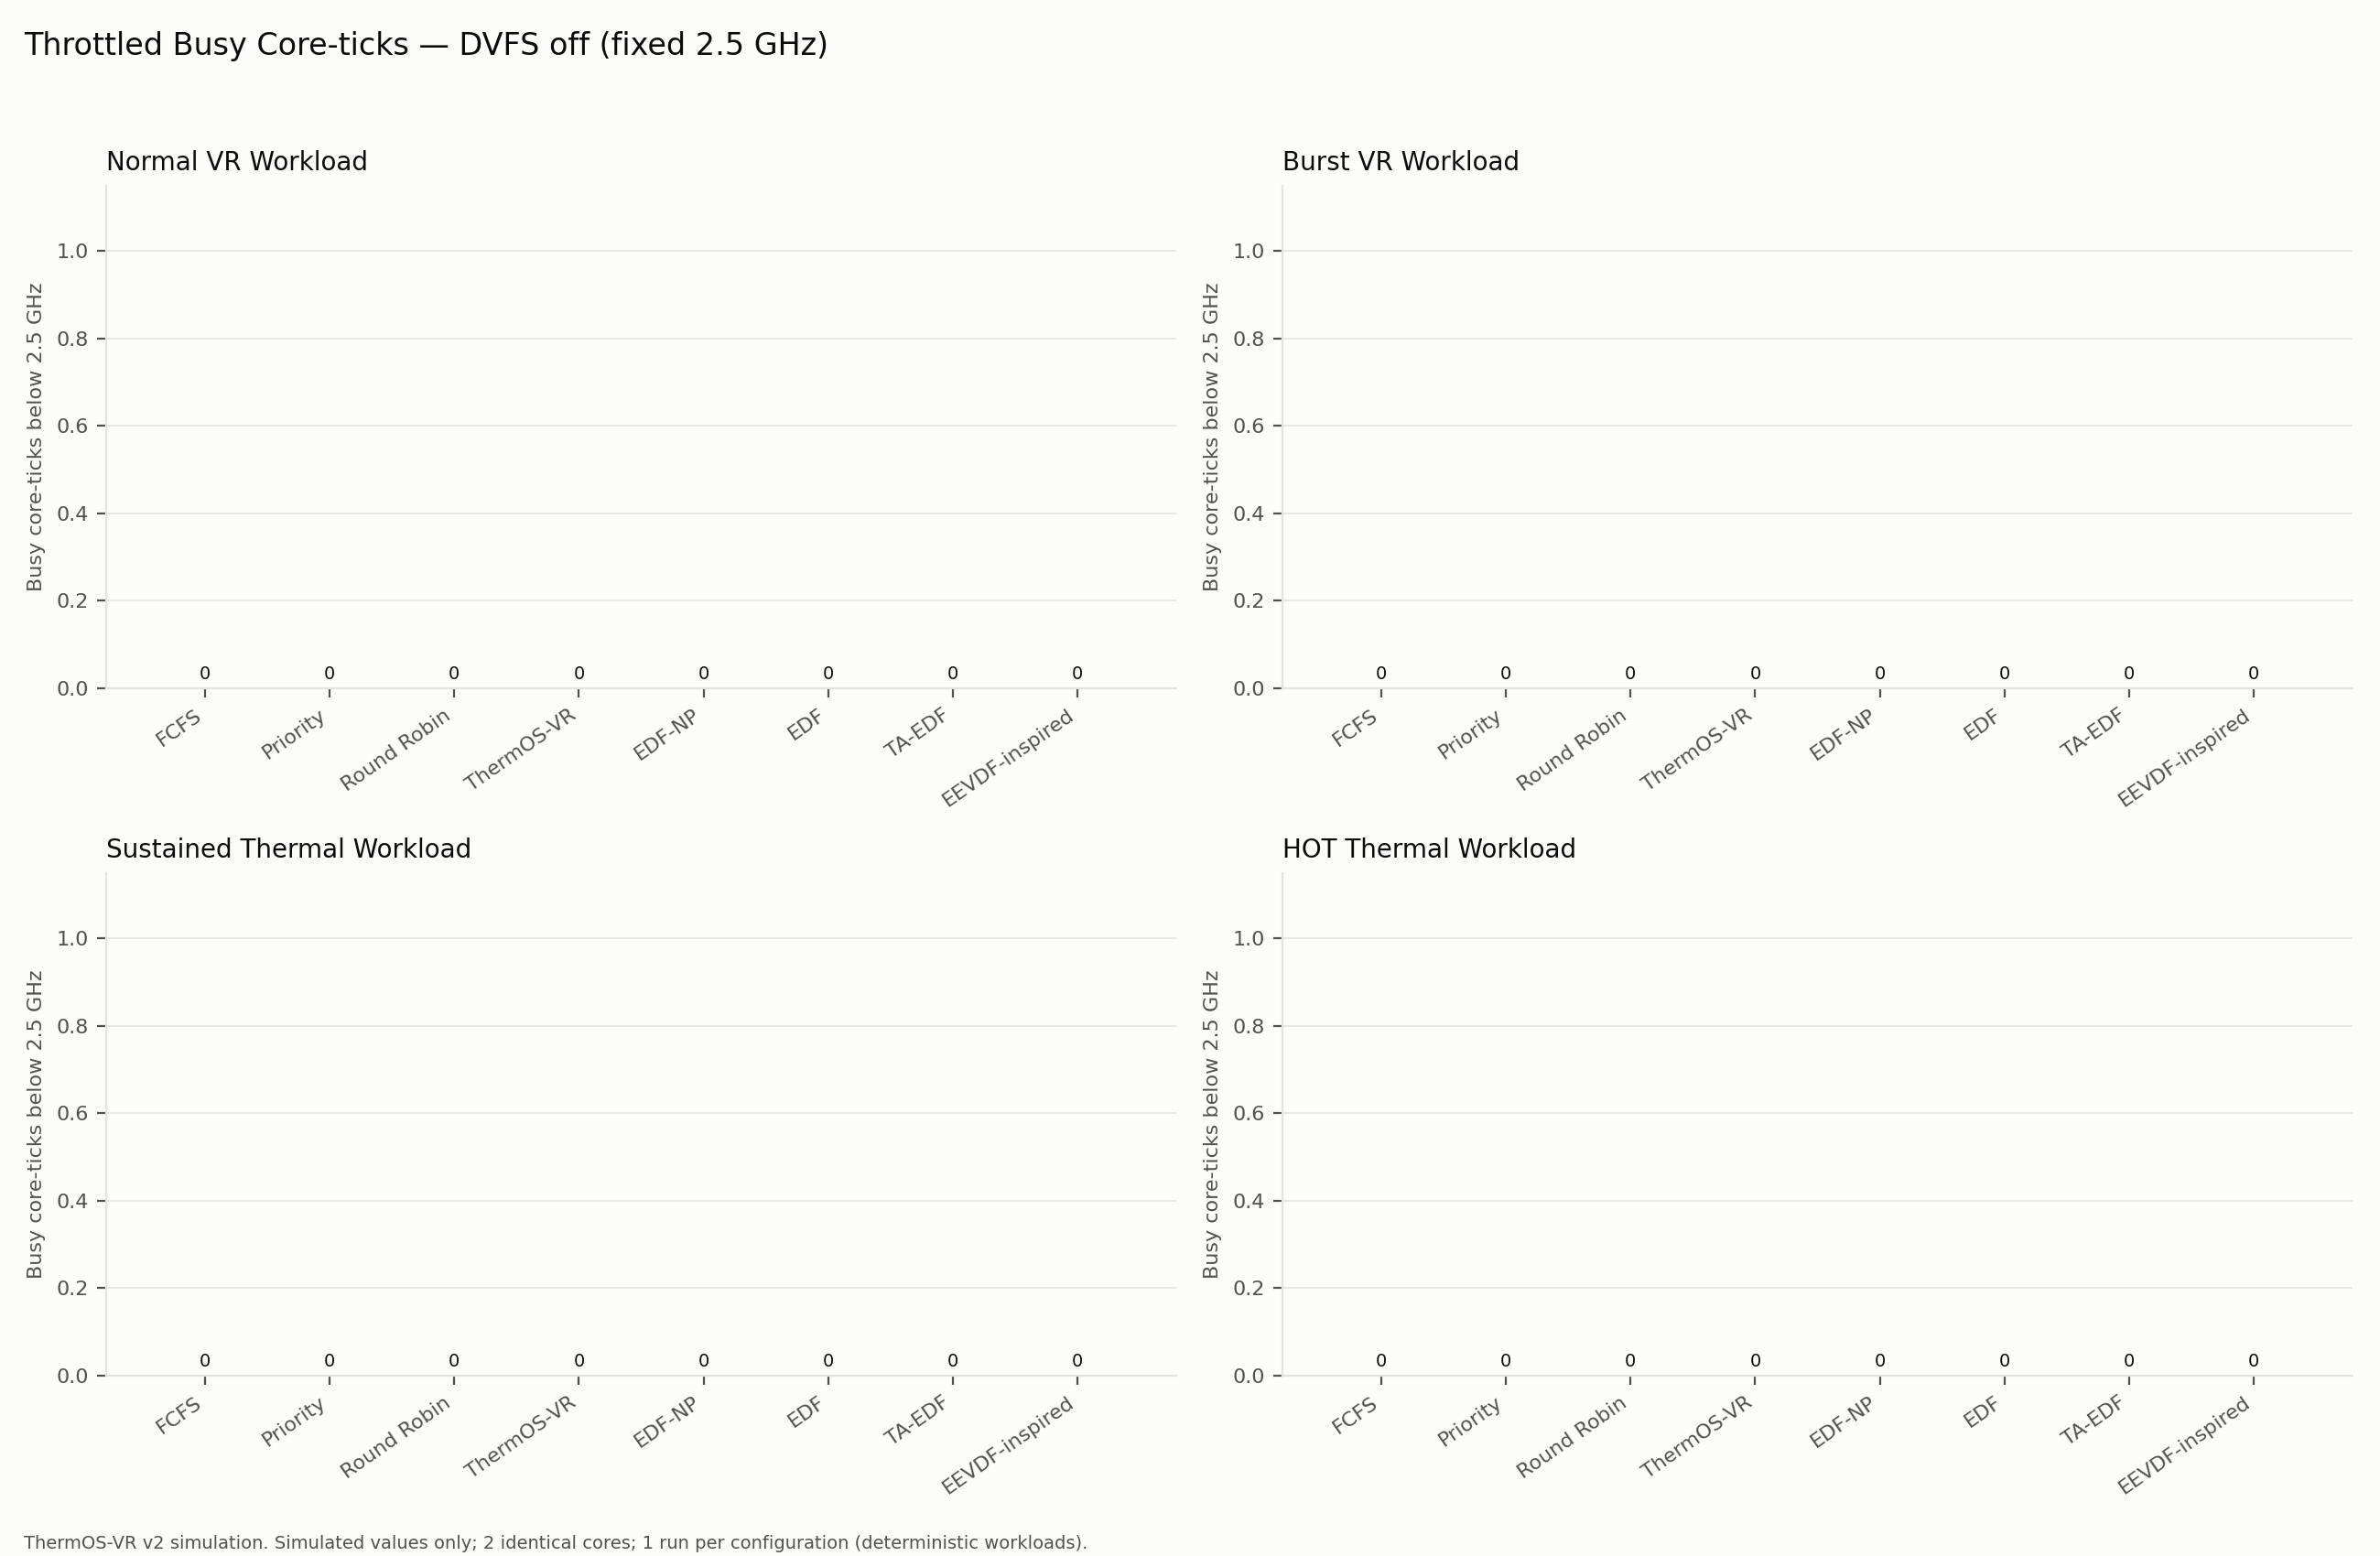 Throttled Busy Core-ticks — DVFS off (fixed 2.5 GHz)
Normal VR Workload
Busy core-ticks below 2.5 GHz
1.0
0.8
0.6
0.4
0.2
0.0
0 0 0 0 0 0 0 0
FCFS Priority Round Robin ThermOS-VR EDF-NP EDF TA-EDF EEVDF-inspired
Burst VR Workload
Busy core-ticks below 2.5 GHz
1.0
0.8
0.6
0.4
0.2
0.0
0 0 0 0 0 0 0 0
FCFS Priority Round Robin ThermOS-VR EDF-NP EDF TA-EDF EEVDF-inspired
Sustained Thermal Workload
Busy core-ticks below 2.5 GHz
1.0
0.8
0.6
0.4
0.2
0.0
0 0 0 0 0 0 0 0
FCFS Priority Round Robin ThermOS-VR EDF-NP EDF TA-EDF EEVDF-inspired
HOT Thermal Workload
Busy core-ticks below 2.5 GHz
1.0
0.8
0.6
0.4
0.2
0.0
0 0 0 0 0 0 0 0
FCFS Priority Round Robin ThermOS-VR EDF-NP EDF TA-EDF EEVDF-inspired
ThermOS-VR v2 simulation. Simulated values only; 2 identical cores; 1 run per configuration (deterministic workloads).